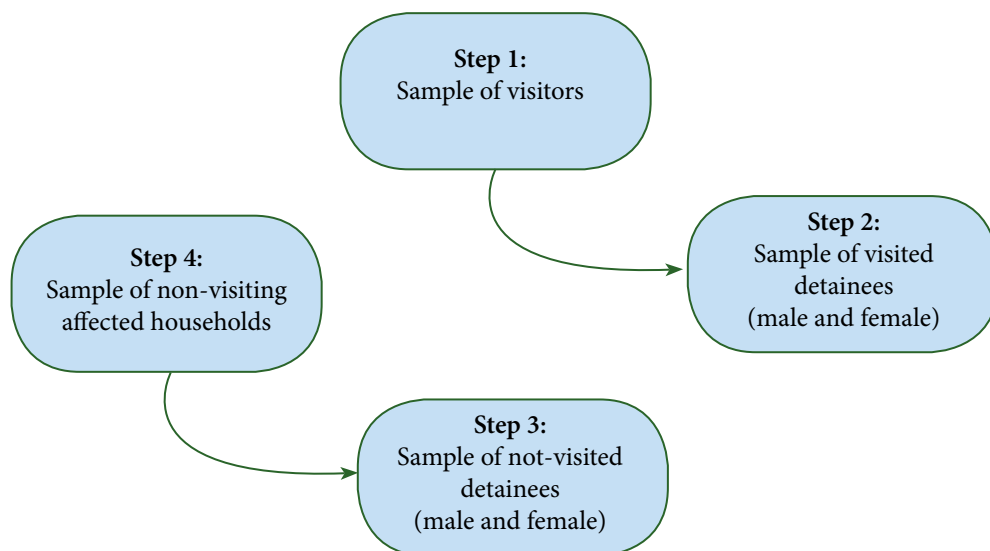 Step 1:
Sample of visitors
Step 2:
Sample of visited
detainees
(male and female)
Step 4:
Sample of non-visiting
affected households
Step 3:
Sample of not-visited
detainees
(male and female)